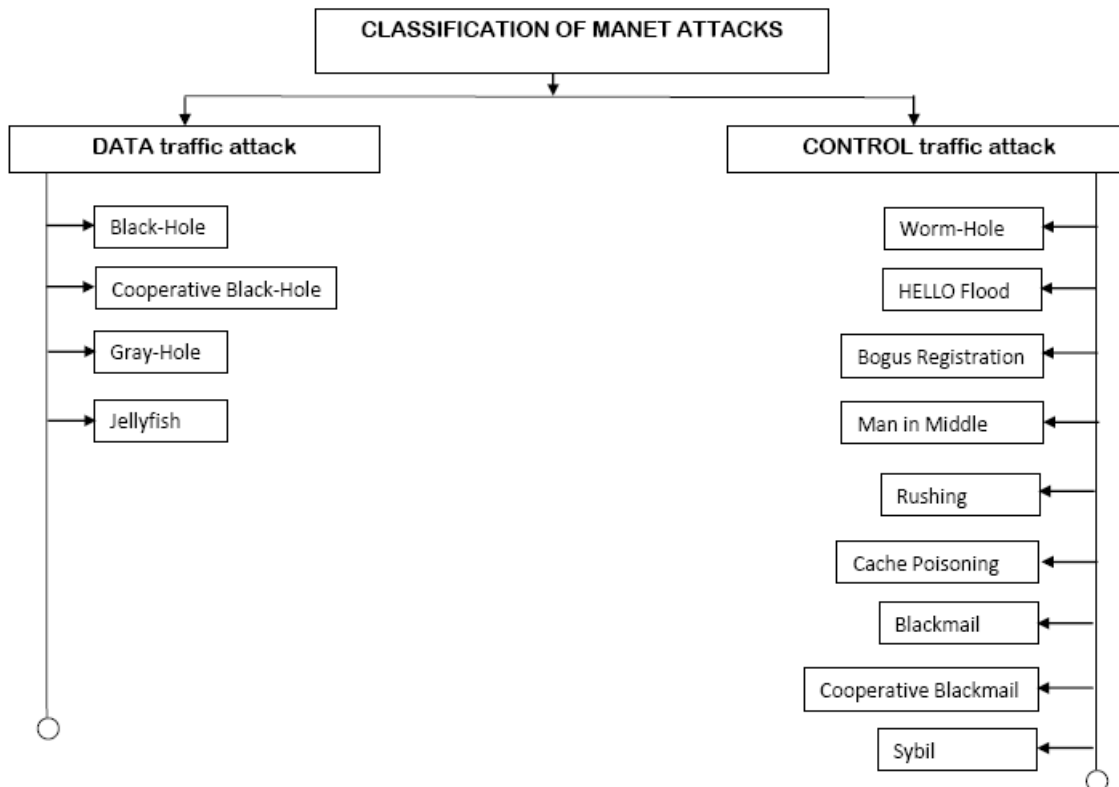 CLASSIFICATION OF MANET ATTACKS
DATA traffic attack
Black-Hole
Cooperative Black-Hole
Gray-Hole
Jellyfish
CONTROL traffic attack
Worm-Hole
HELLO Flood
Bogus Registration
Man in Middle
Rushing
Cache Poisoning
Blackmail
Cooperative Blackmail
Sybil